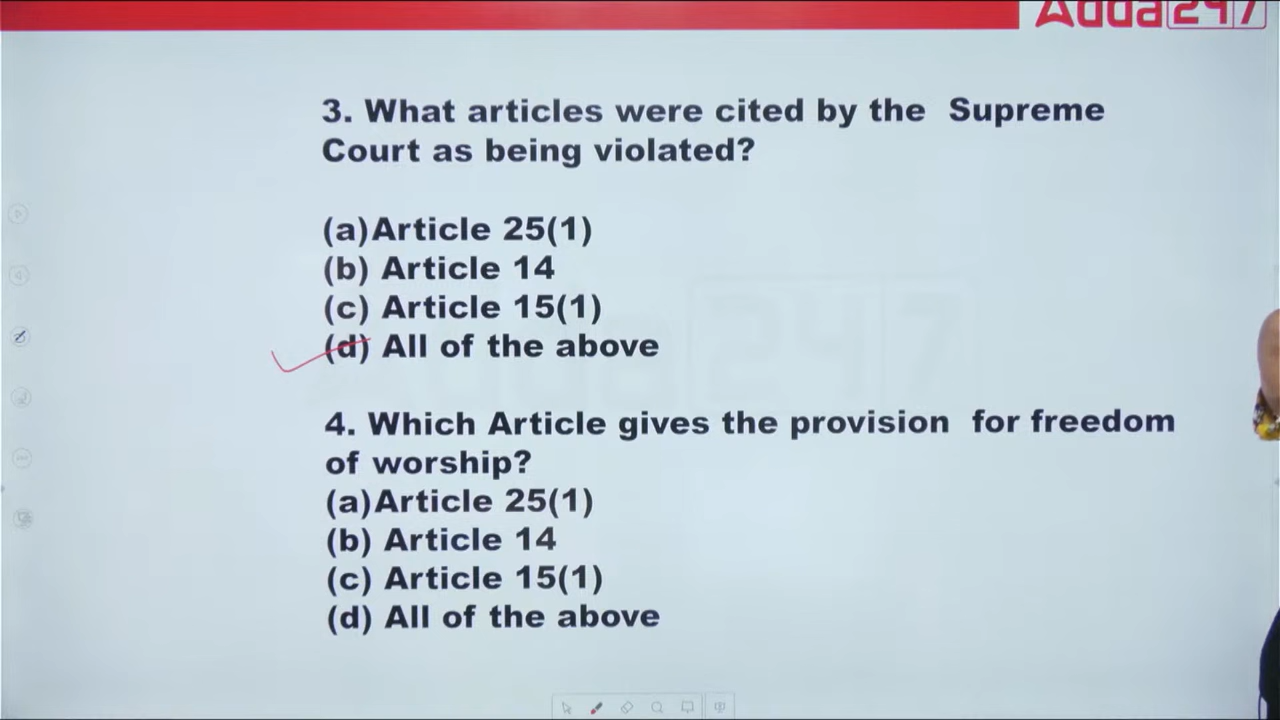 Adda247
3. What articles were cited by the Supreme
Court as being violated?
(a)Article 25(1)
(b) Article 14
(c) Article 15(1)
(d) All of the above
4. Which Article gives the provision for freedom
of worship?
(a)Article 25(1)
(b) Article 14
(c) Article 15(1)
(d) All of the above